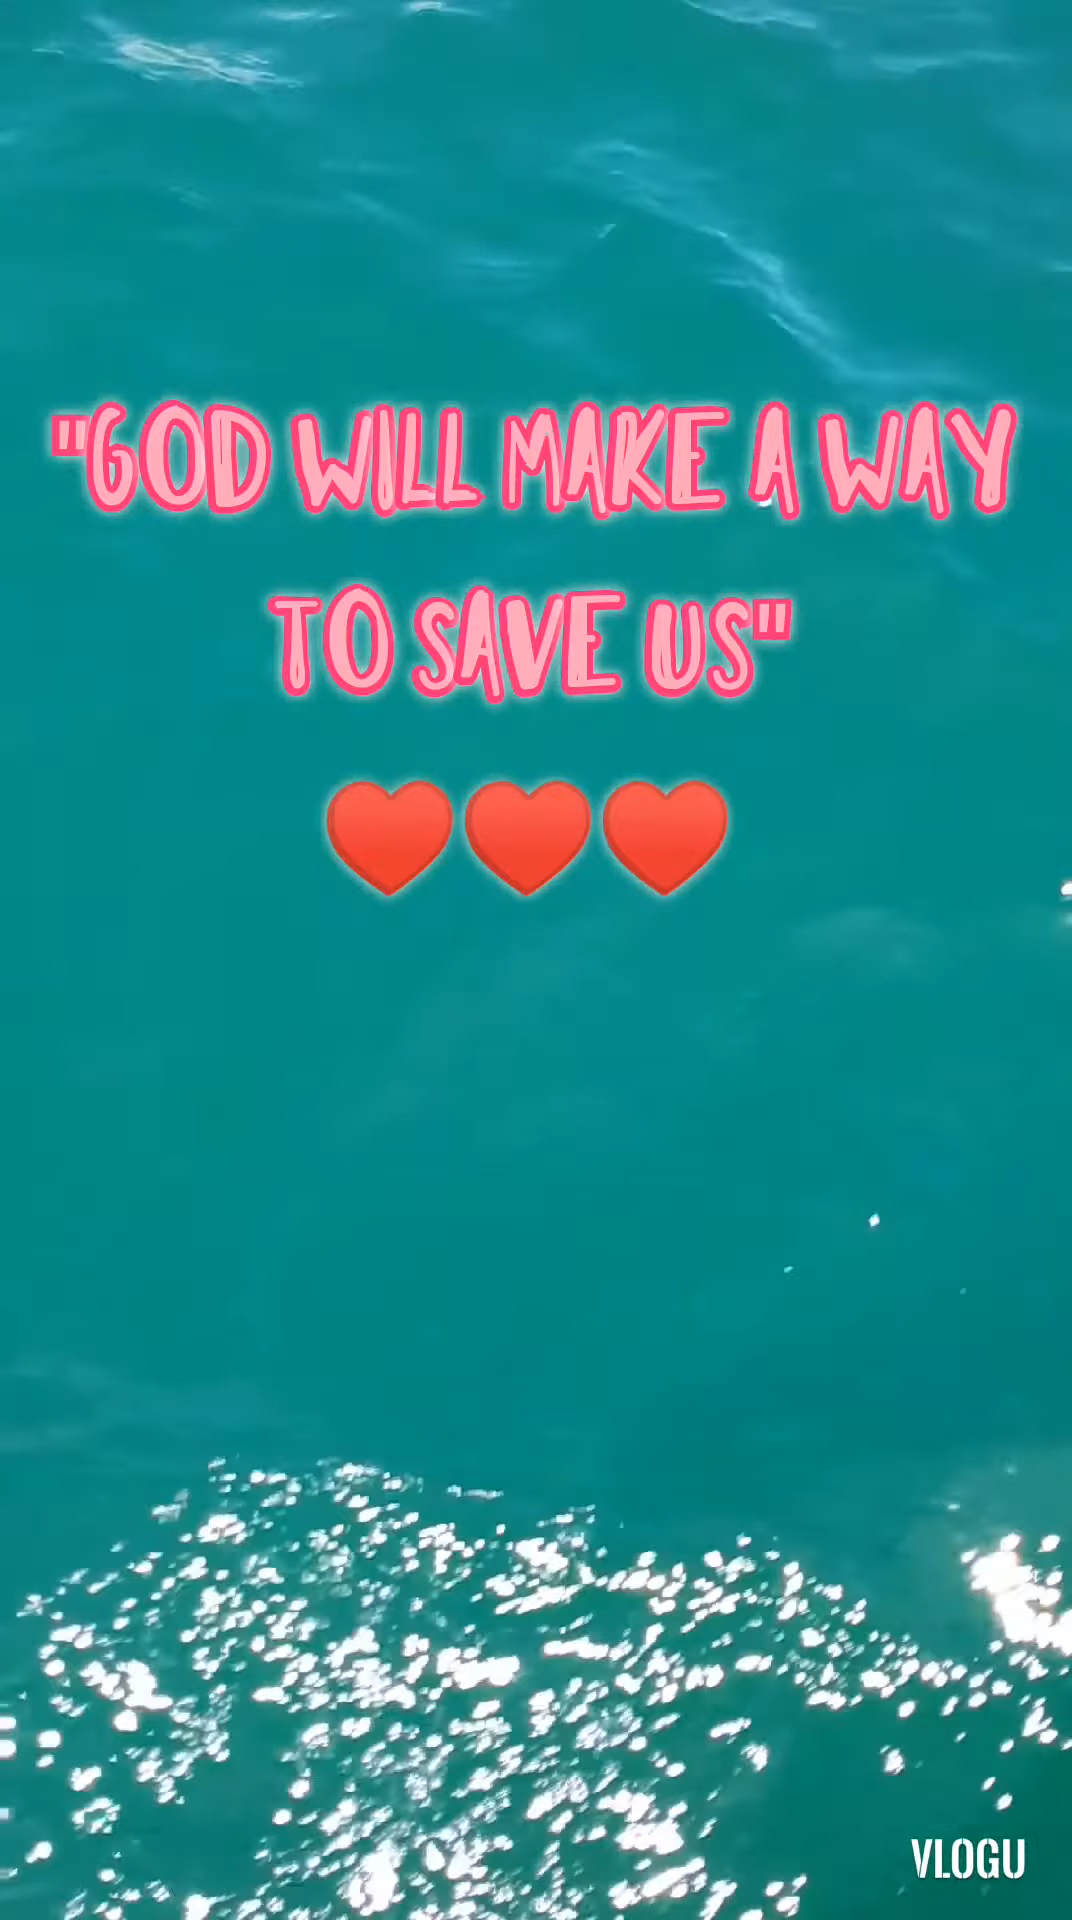 "GOD WILL MAKE A WAY
TO SAVE US"
♥️♥️♥️
VLOGU